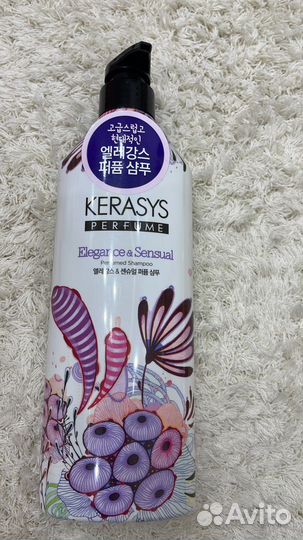 고급스럽고
현대적인
엘레강스
퍼퓸 샴푸
KERASYS
PERFUME
Elegance & Sensual
Perfumed Shampoo
엘레강스 & 센슈얼 퍼퓸 샴푸
Avito